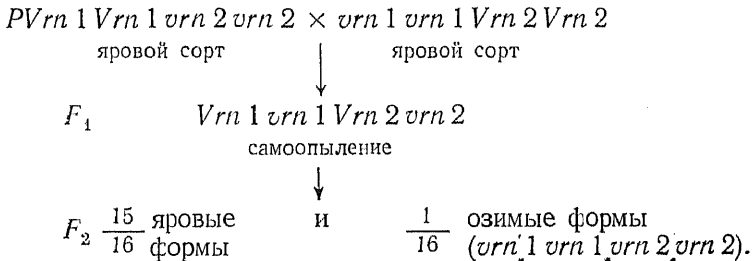 PVrn 1 Vrn 1 vrn 2 vrn 2 × vrn 1 vrn 1 Vrn 2 Vrn 2
яровой сорт яровой сорт
F₁ Vrn 1 vrn 1 Vrn 2 vrn 2
самоопыление
F₂ 15/16 яровые формы и 1/16 озимые формы
(vrn 1 vrn 1 vrn 2 vrn 2).